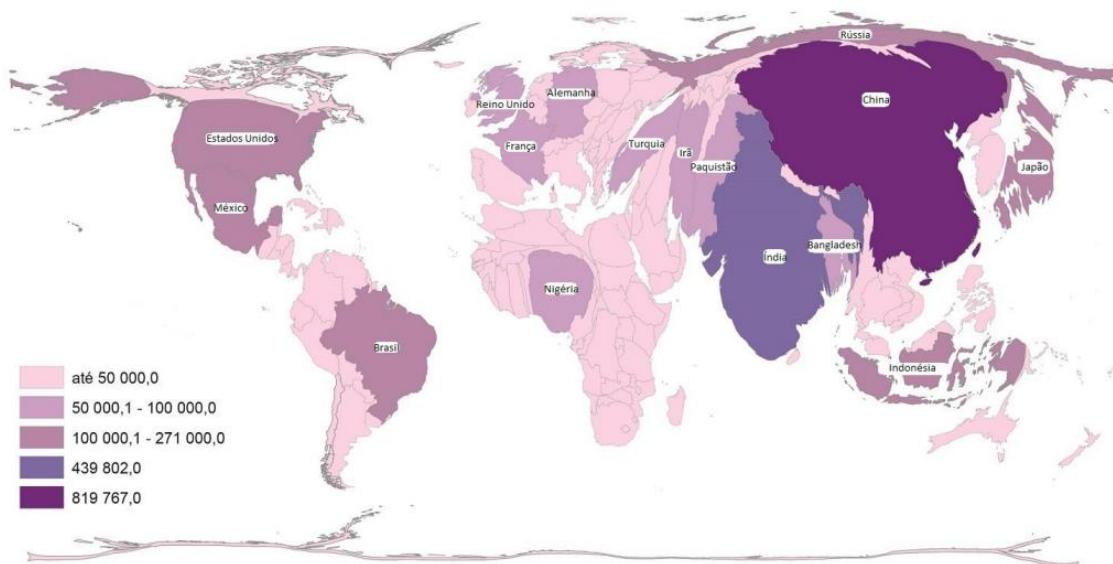 Rússia
China
Reino Unido
Alemanha
Estados Unidos
França
Turquia
Irã
Paquistão
Japão
México
Bangladesh
Índia
Nigéria
Brasil
Indonésia
até 50 000,0
50 000,1 - 100 000,0
100 000,1 - 271 000,0
439 802,0
819 767,0